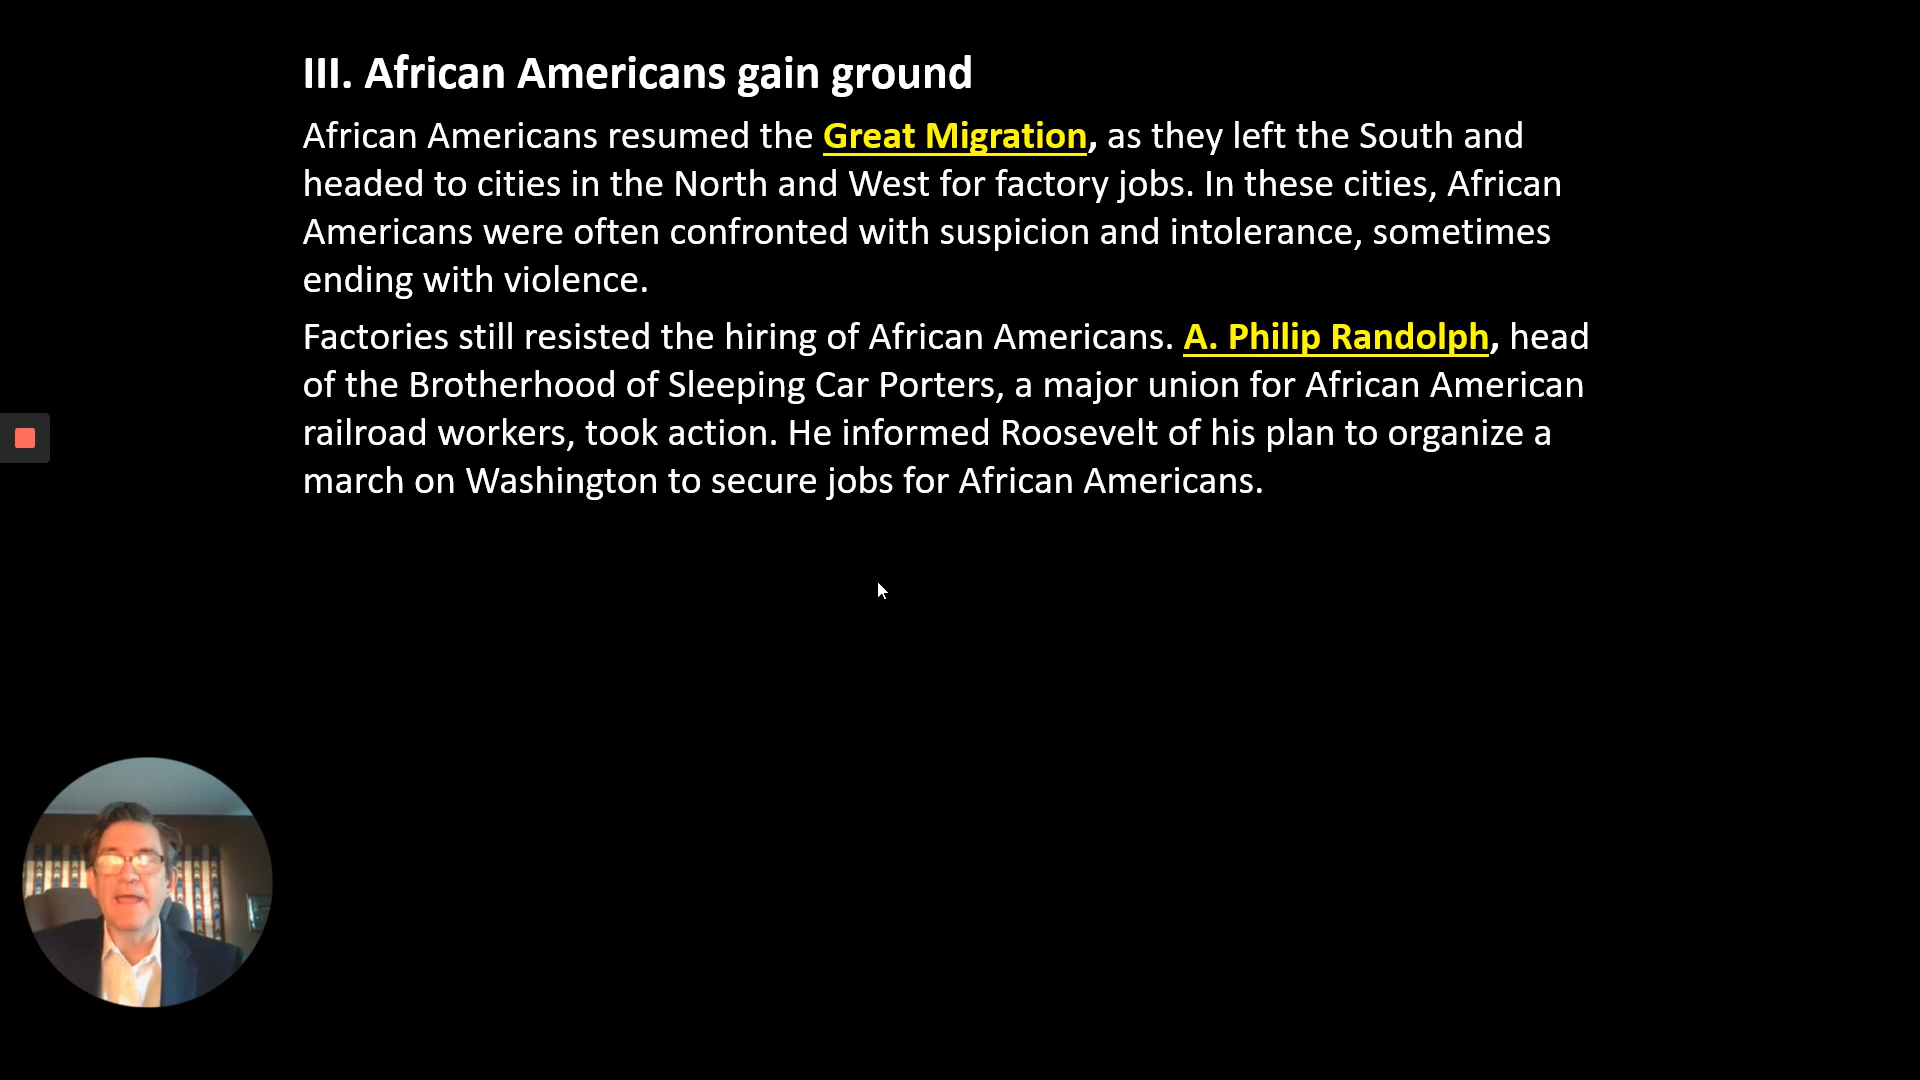 III. African Americans gain ground
African Americans resumed the Great Migration, as they left the South and
headed to cities in the North and West for factory jobs. In these cities, African
Americans were often confronted with suspicion and intolerance, sometimes
ending with violence.
Factories still resisted the hiring of African Americans. A. Philip Randolph, head
of the Brotherhood of Sleeping Car Porters, a major union for African American
railroad workers, took action. He informed Roosevelt of his plan to organize a
march on Washington to secure jobs for African Americans.